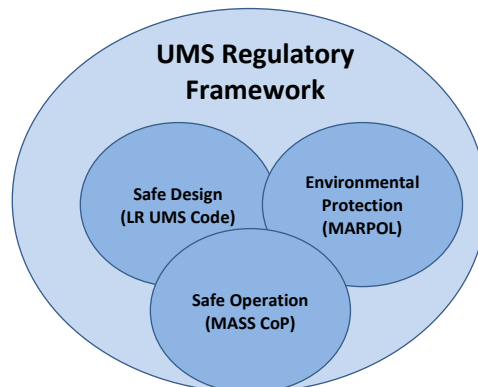 UMS Regulatory
Framework
Safe Design
(LR UMS Code)
Environmental
Protection
(MARPOL)
Safe Operation
(MASS CoP)